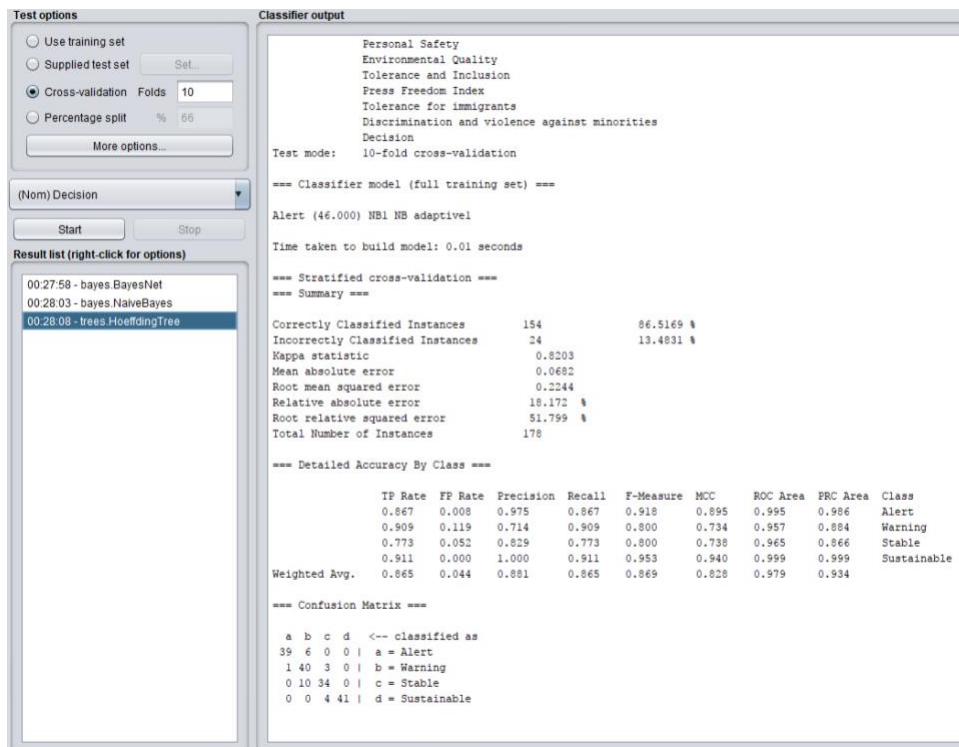 Test options
Use training set
Supplied test set Set...
Cross-validation Folds 10
Percentage split % 66
More options...
(Nom) Decision
Start Stop
Result list (right-click for options)
00:27:58 - bayes.BayesNet
00:28:03 - bayes.NaiveBayes
00:28:08 - trees.HoeffdingTree
Classifier output
Personal Safety
Environmental Quality
Tolerance and Inclusion
Press Freedom Index
Tolerance for immigrants
Discrimination and violence against minorities
Decision
Test mode: 10-fold cross-validation
=== Classifier model (full training set) ===
Alert (46.000) NB1 NB adaptive1
Time taken to build model: 0.01 seconds
=== Stratified cross-validation ===
=== Summary ===
Correctly Classified Instances 154 86.5169 %
Incorrectly Classified Instances 24 13.4831 %
Kappa statistic 0.8203
Mean absolute error 0.0682
Root mean squared error 0.2244
Relative absolute error 18.172 %
Root relative squared error 51.799 %
Total Number of Instances 178
=== Detailed Accuracy By Class ===
TP Rate FP Rate Precision Recall F-Measure MCC ROC Area PRC Area Class
0.867 0.008 0.975 0.867 0.918 0.895 0.995 0.986 Alert
0.909 0.119 0.714 0.909 0.800 0.734 0.957 0.884 Warning
0.773 0.052 0.829 0.773 0.800 0.738 0.965 0.866 Stable
0.911 0.000 1.000 0.911 0.953 0.940 0.999 0.999 Sustainable
Weighted Avg. 0.865 0.044 0.881 0.865 0.869 0.828 0.979 0.934
=== Confusion Matrix ===
a b c d <-- classified as
39 6 0 0 | a = Alert
1 40 3 0 | b = Warning
0 10 34 0 | c = Stable
0 0 4 41 | d = Sustainable